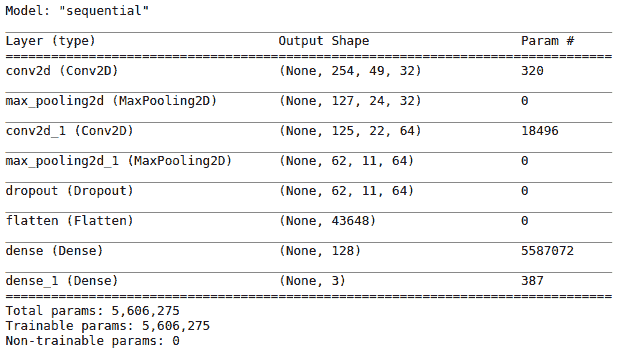 Model: "sequential"
Layer (type) Output Shape Param #
conv2d (Conv2D) (None, 254, 49, 32) 320
max_pooling2d (MaxPooling2D) (None, 127, 24, 32) 0
conv2d_1 (Conv2D) (None, 125, 22, 64) 18496
max_pooling2d_1 (MaxPooling2D) (None, 62, 11, 64) 0
dropout (Dropout) (None, 62, 11, 64) 0
flatten (Flatten) (None, 43648) 0
dense (Dense) (None, 128) 5587072
dense_1 (Dense) (None, 3) 387
Total params: 5,606,275
Trainable params: 5,606,275
Non-trainable params: 0